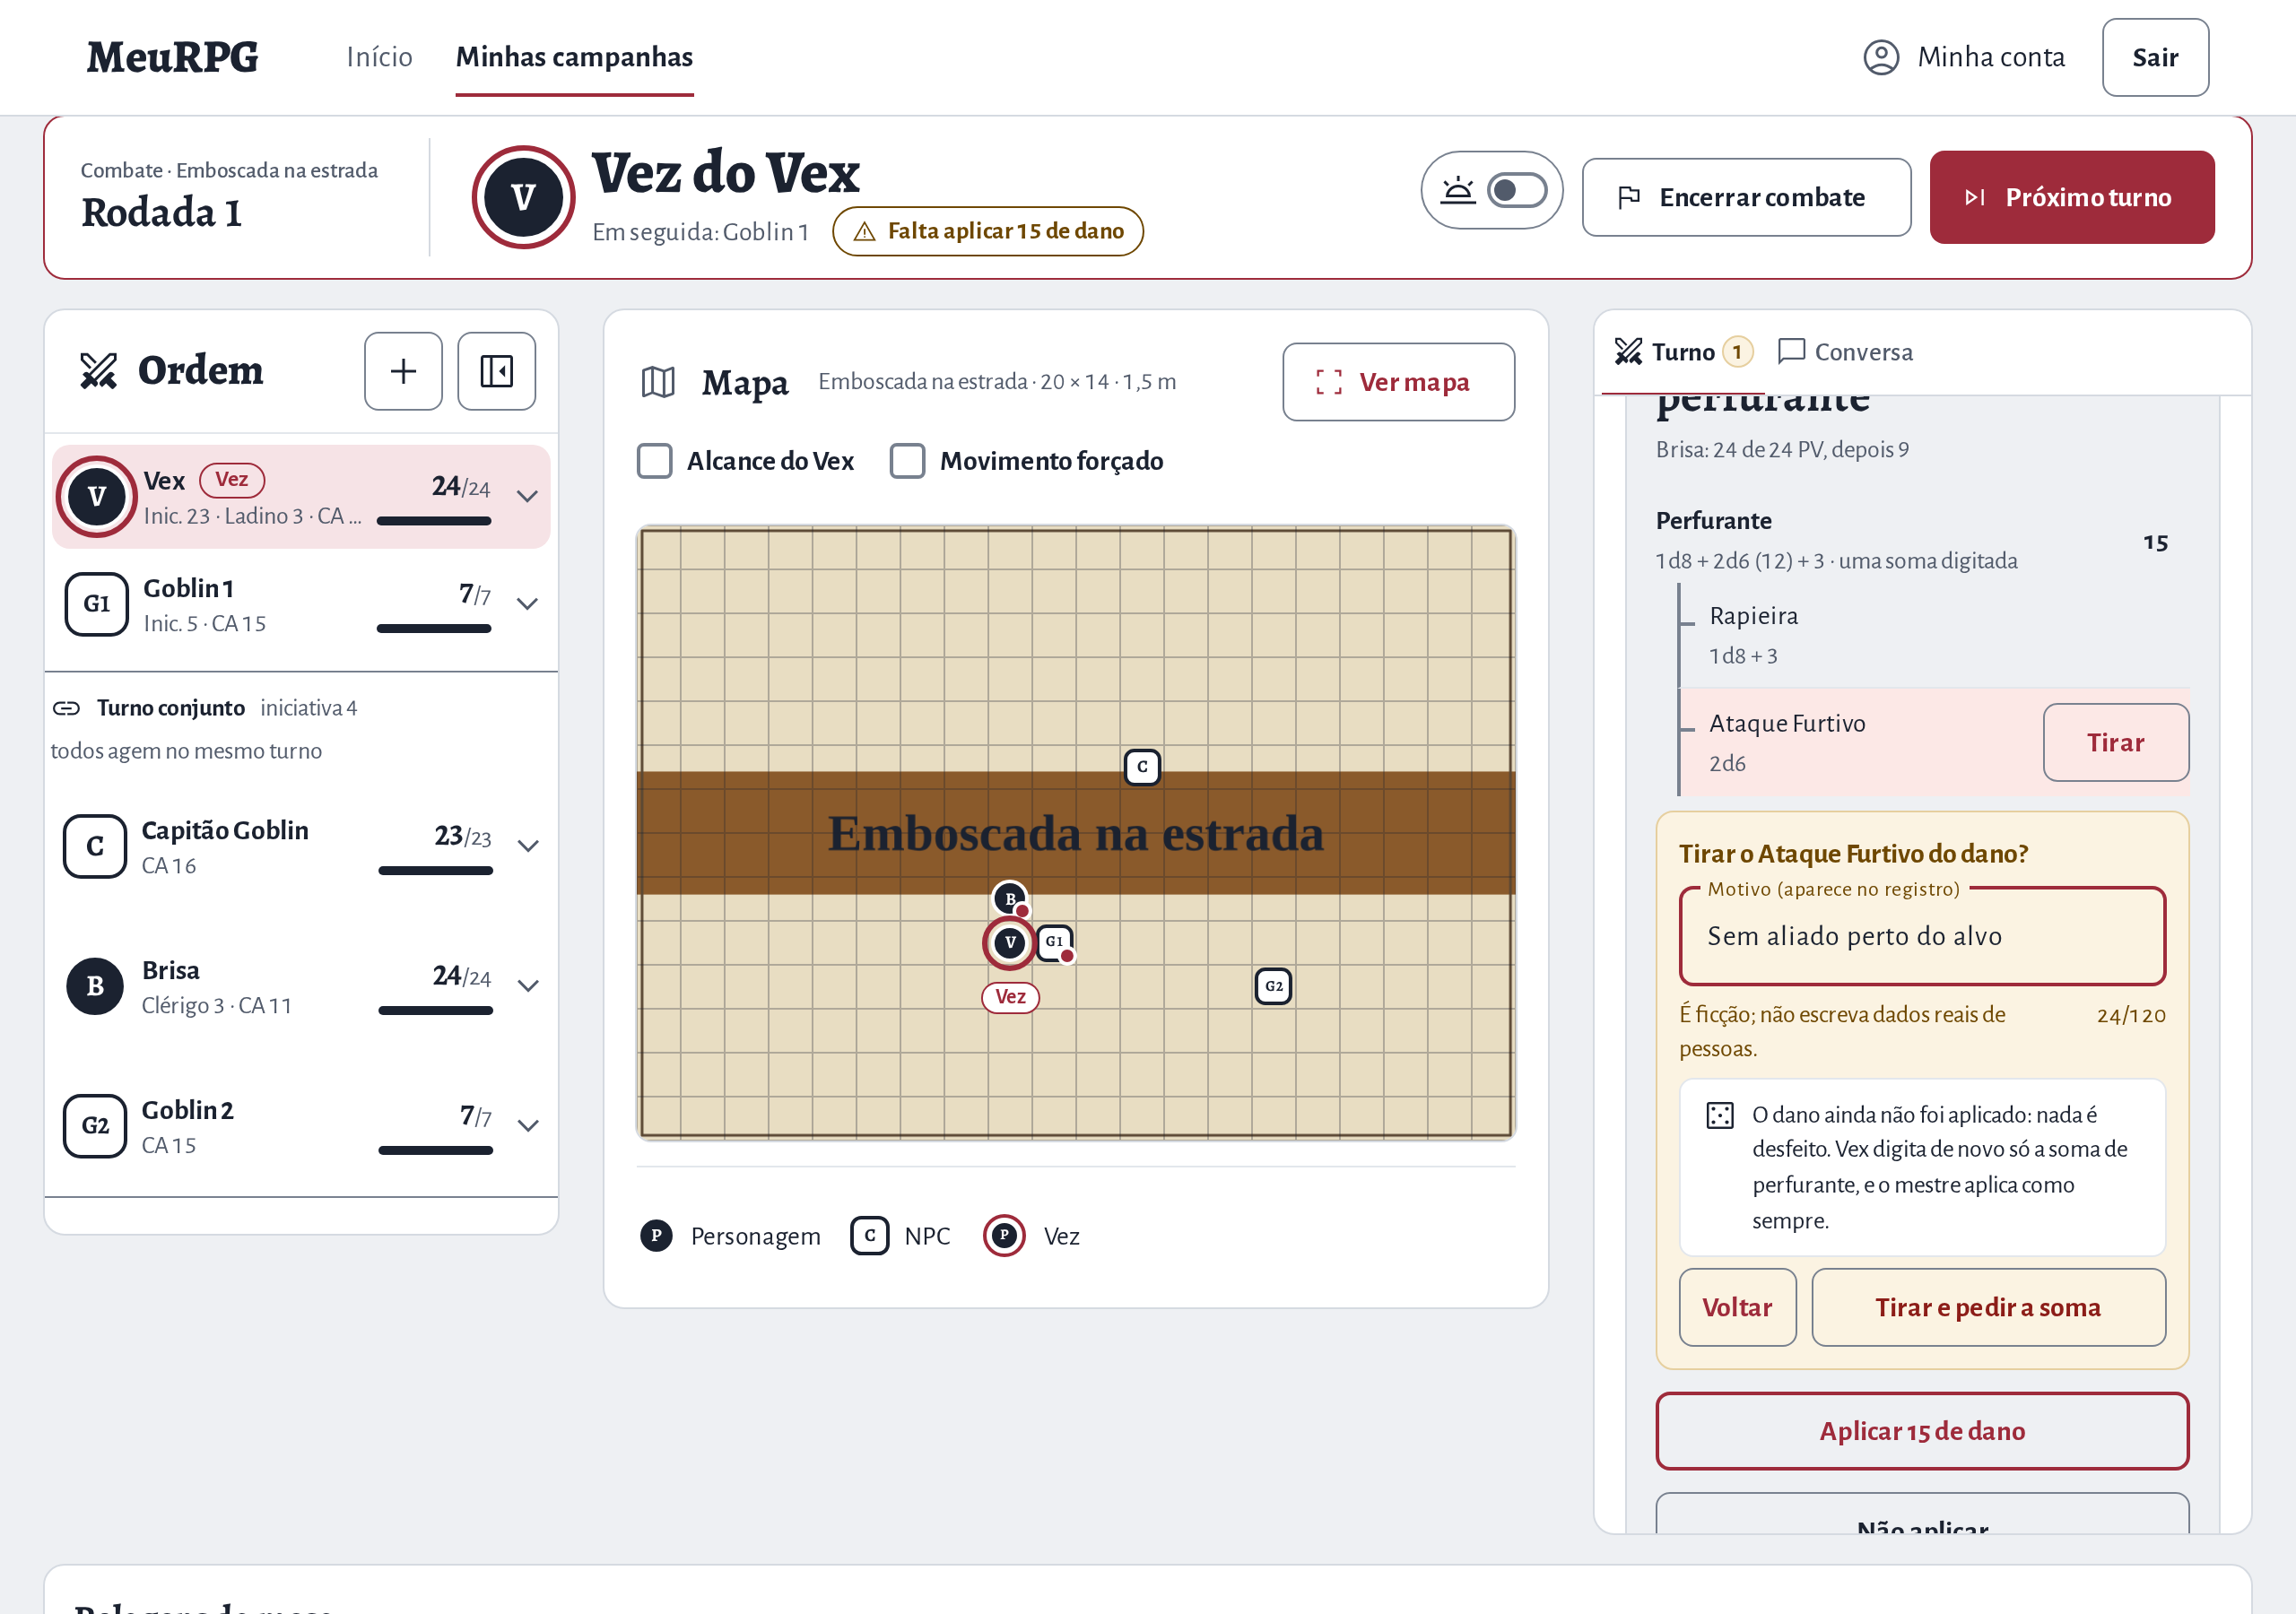 MeuRPG
Início
Minhas campanhas
Minha conta
Sair
Combate · Emboscada na estrada
Rodada 1
V
Vez do Vex
Em seguida: Goblin 1
Falta aplicar 15 de dano
Encerrar combate
Próximo turno
Ordem
V
Vex
Vez
24/24
Inic. 23 · Ladino 3 · CA ...
G1
Goblin 1
7/7
Inic. 5 · CA 15
Turno conjunto
iniciativa 4
todos agem no mesmo turno
C
Capitão Goblin
23/23
CA 16
B
Brisa
24/24
Clérigo 3 · CA 11
G2
Goblin 2
7/7
CA 15
Mapa
Emboscada na estrada · 20 × 14 · 1,5 m
Ver mapa
Alcance do Vex
Movimento forçado
C
Emboscada na estrada
B
V
G1
G2
Vez
P
Personagem
C
NPC
P
Vez
Turno
1
Conversa
perfurante
Brisa: 24 de 24 PV, depois 9
Perfurante
1d8 + 2d6 (12) + 3 · uma soma digitada
15
Rapieira
1d8 + 3
Ataque Furtivo
2d6
Tirar
Tirar o Ataque Furtivo do dano?
Motivo (aparece no registro)
Sem aliado perto do alvo
É ficção; não escreva dados reais de
pessoas.
24/120
O dano ainda não foi aplicado: nada é
desfeito. Vex digita de novo só a soma de
perfurante, e o mestre aplica como
sempre.
Voltar
Tirar e pedir a soma
Aplicar 15 de dano
Não aplicar